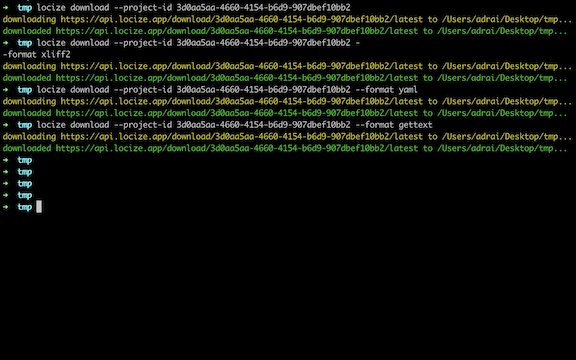 ➜ tmp locize download --project-id 3d0aa5aa-4660-4154-b6d9-907dbef10bb2
downloading https://api.locize.app/download/3d0aa5aa-4660-4154-b6d9-907dbef10bb2/latest to /Users/adrai/Desktop/tmp...
downloaded https://api.locize.app/download/3d0aa5aa-4660-4154-b6d9-907dbef10bb2/latest to /Users/adrai/Desktop/tmp...
➜ tmp locize download --project-id 3d0aa5aa-4660-4154-b6d9-907dbef10bb2 -
-format xliff2
downloading https://api.locize.app/download/3d0aa5aa-4660-4154-b6d9-907dbef10bb2/latest to /Users/adrai/Desktop/tmp...
downloaded https://api.locize.app/download/3d0aa5aa-4660-4154-b6d9-907dbef10bb2/latest to /Users/adrai/Desktop/tmp...
➜ tmp locize download --project-id 3d0aa5aa-4660-4154-b6d9-907dbef10bb2 --format yaml
downloading https://api.locize.app/download/3d0aa5aa-4660-4154-b6d9-907dbef10bb2/latest to /Users/adrai/Desktop/tmp...
downloaded https://api.locize.app/download/3d0aa5aa-4660-4154-b6d9-907dbef10bb2/latest to /Users/adrai/Desktop/tmp...
➜ tmp locize download --project-id 3d0aa5aa-4660-4154-b6d9-907dbef10bb2 --format gettext
downloading https://api.locize.app/download/3d0aa5aa-4660-4154-b6d9-907dbef10bb2/latest to /Users/adrai/Desktop/tmp...
downloaded https://api.locize.app/download/3d0aa5aa-4660-4154-b6d9-907dbef10bb2/latest to /Users/adrai/Desktop/tmp...
➜ tmp
➜ tmp
➜ tmp
➜ tmp
➜ tmp